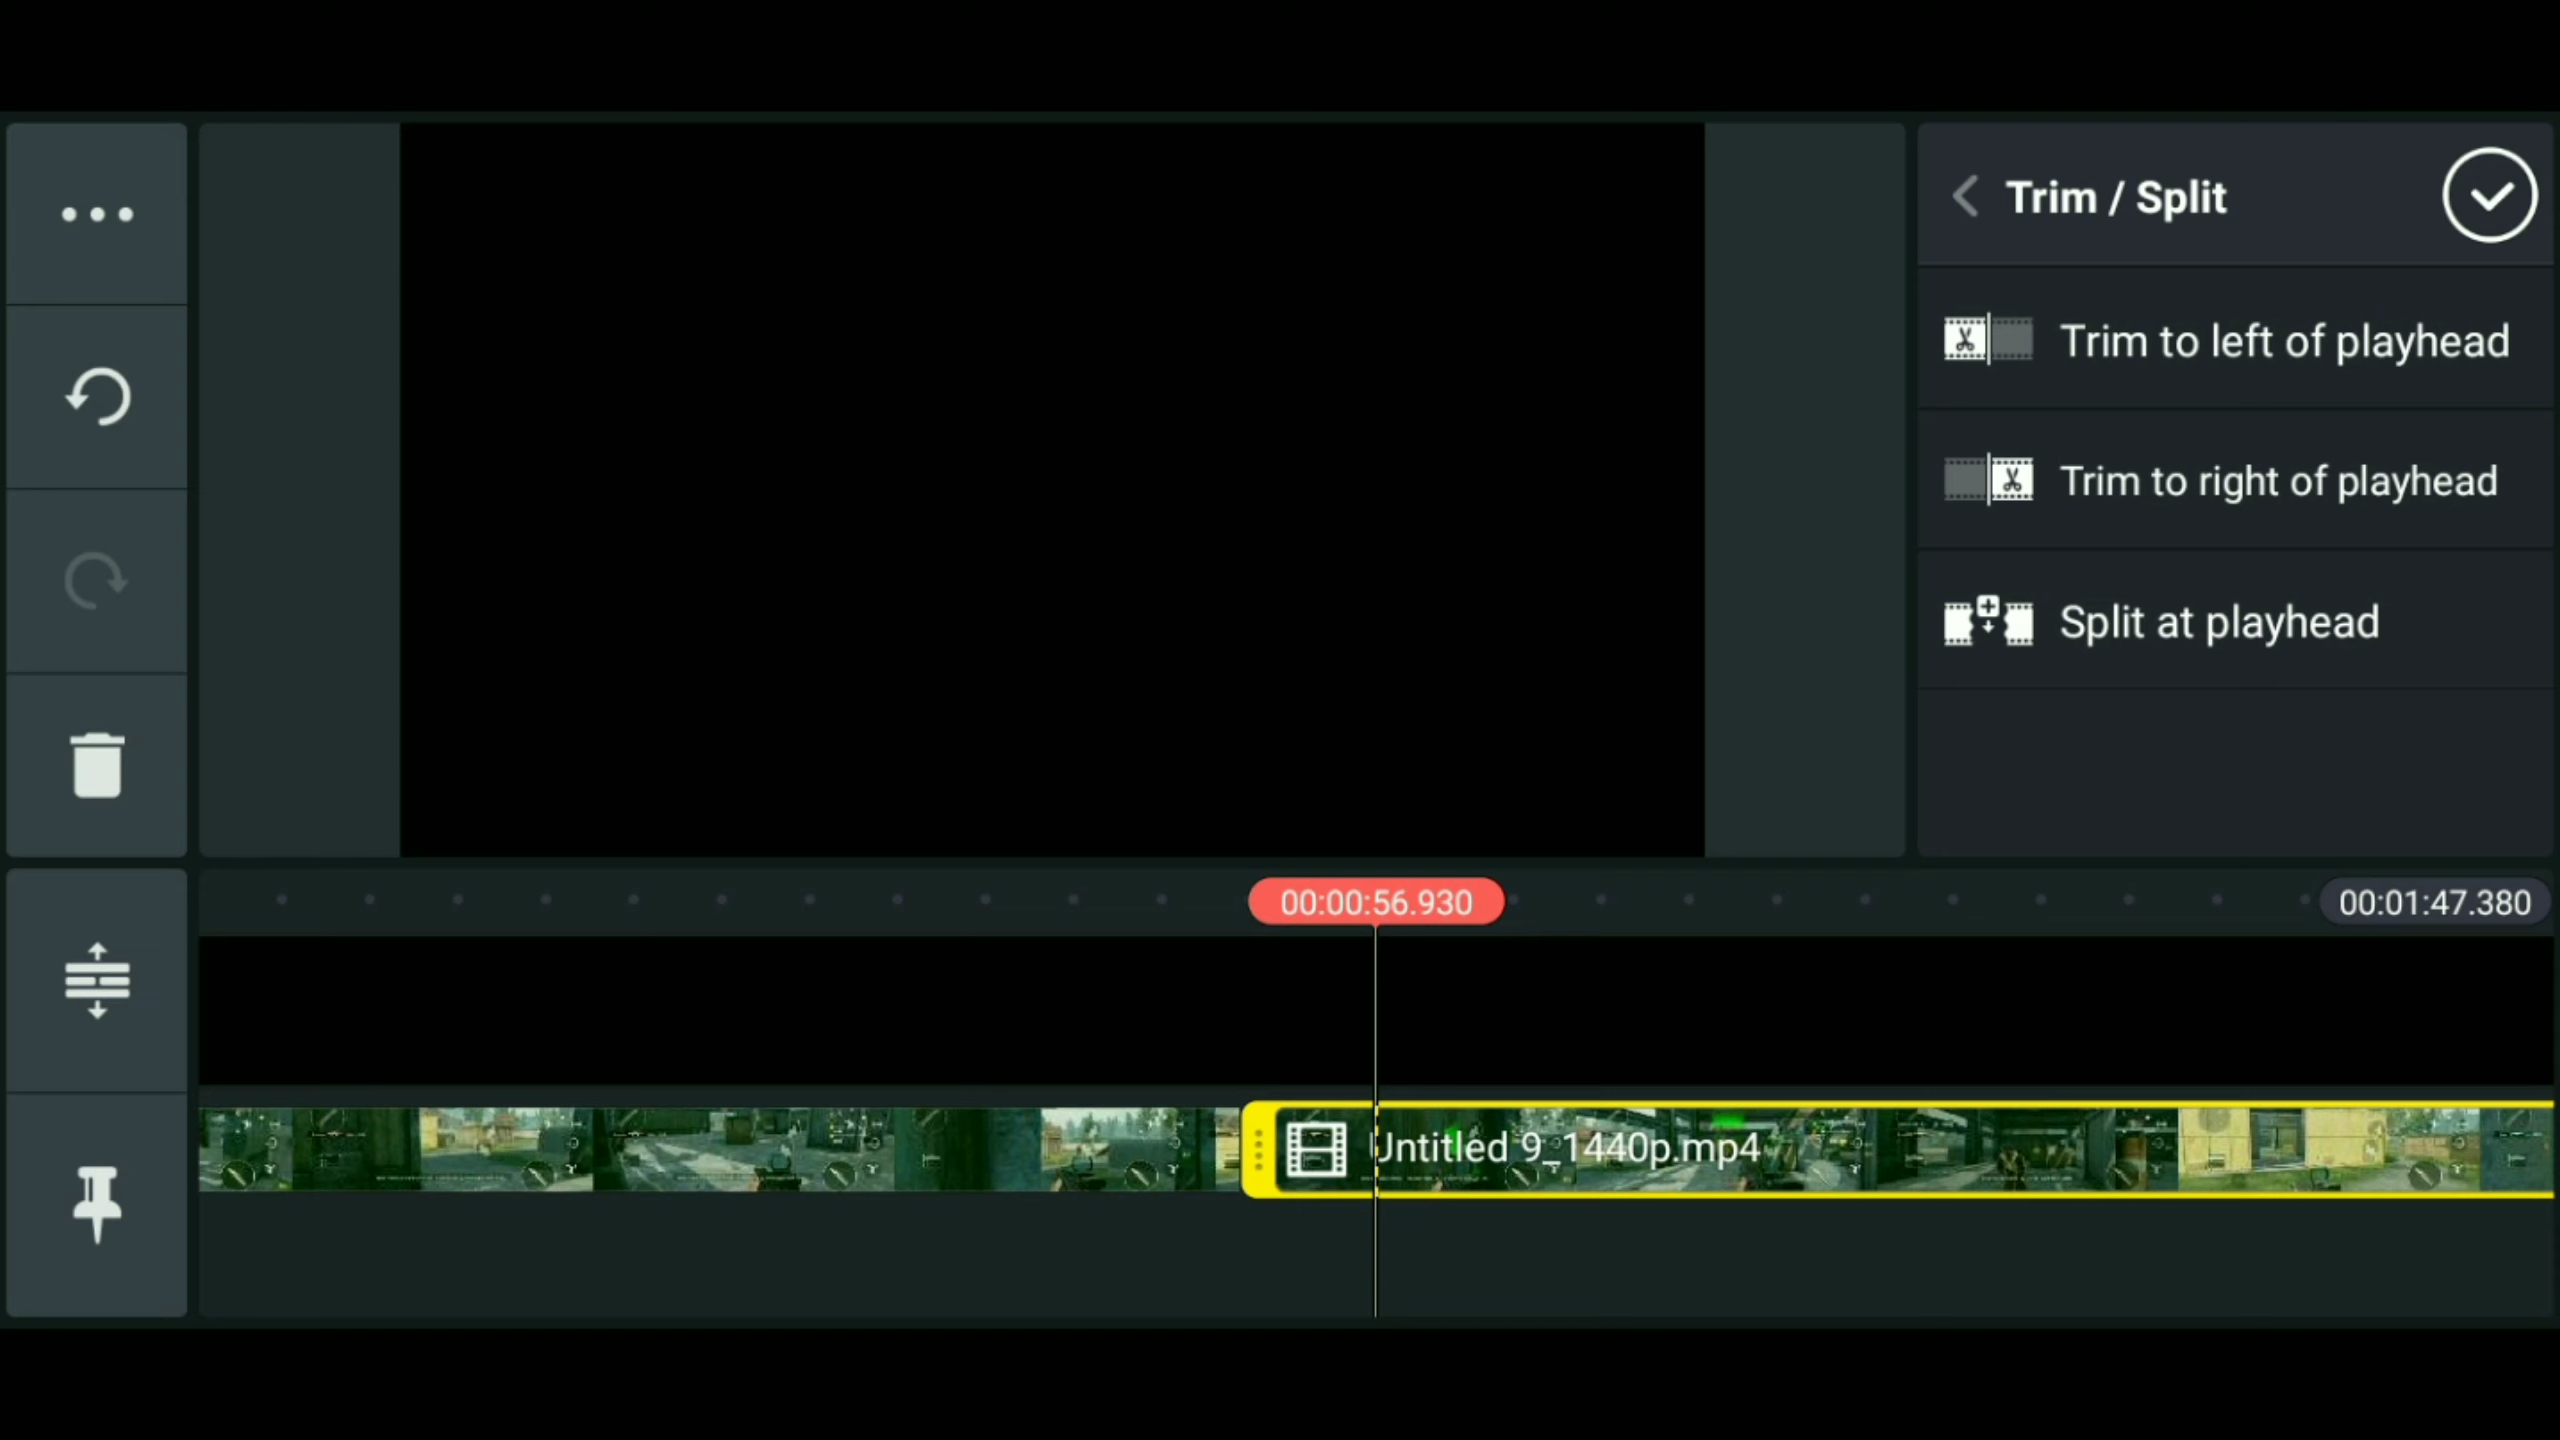 Trim / Split
Trim to left of playhead
Trim to right of playhead
Split at playhead
00:00:56.930
00:01:47.380
Untitled 9_1440p.mp4